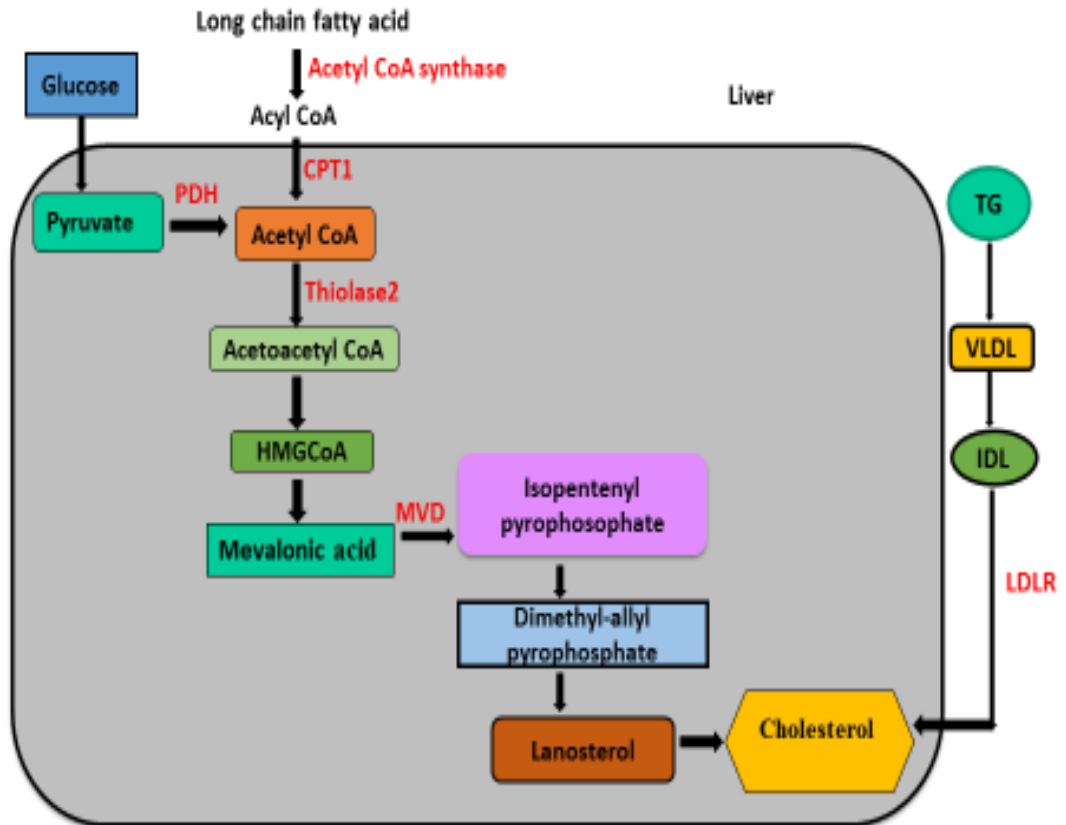 Long chain fatty acid
Acetyl CoA synthase
Glucose
Liver
Acyl CoA
CPT1
PDH
TG
Pyruvate
Acetyl CoA
Thiolase2
Acetoacetyl CoA
VLDL
HMGCoA
IDL
Isopentenyl
pyrophosophate
MVD
Mevalonic acid
LDLR
Dimethyl-allyl
pyrophosphate
Cholesterol
Lanosterol